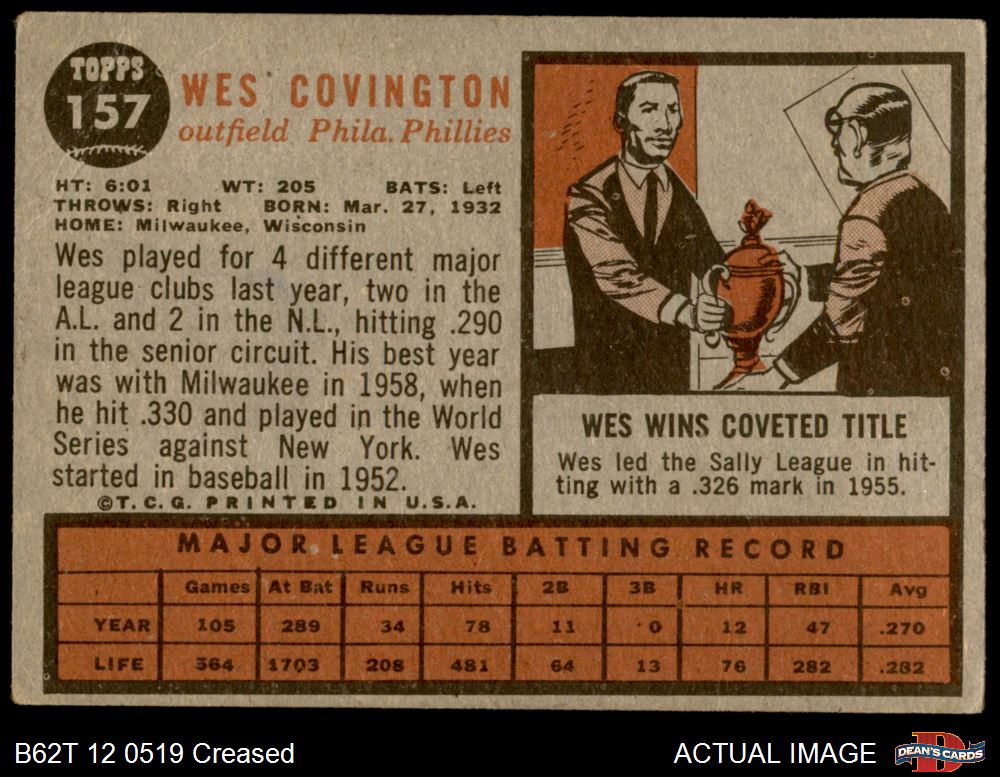 TOPPS
157
WES COVINGTON
outfield Phila. Phillies
HT: 6:01 WT: 205 BATS: Left
THROWS: Right BORN: Mar. 27, 1932
HOME: Milwaukee, Wisconsin
Wes played for 4 different major
league clubs last year, two in the
A.L. and 2 in the N.L., hitting .290
in the senior circuit. His best year
was with Milwaukee in 1958, when
he hit .330 and played in the World
Series against New York. Wes
started in baseball in 1952.
©T.C.G. PRINTED IN U.S.A.
WES WINS COVETED TITLE
Wes led the Sally League in hit-
ting with a .326 mark in 1955.
MAJOR LEAGUE BATTING RECORD
Games At Bat Runs Hits 2B 3B HR RBI Avg
YEAR 105 289 34 78 11 0 12 47 .270
LIFE 564 1703 208 481 64 13 76 282 .282
B62T 12 0519 Creased
ACTUAL IMAGE
DEAN'S CARDS